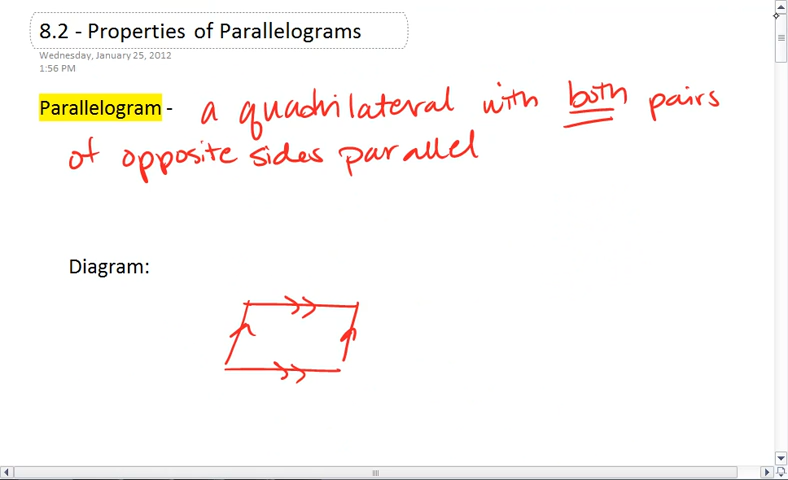 8.2 - Properties of Parallelograms
Wednesday, January 25, 2012
1:56 PM
Parallelogram - a quadrilateral with both pairs
of opposite sides parallel
Diagram: